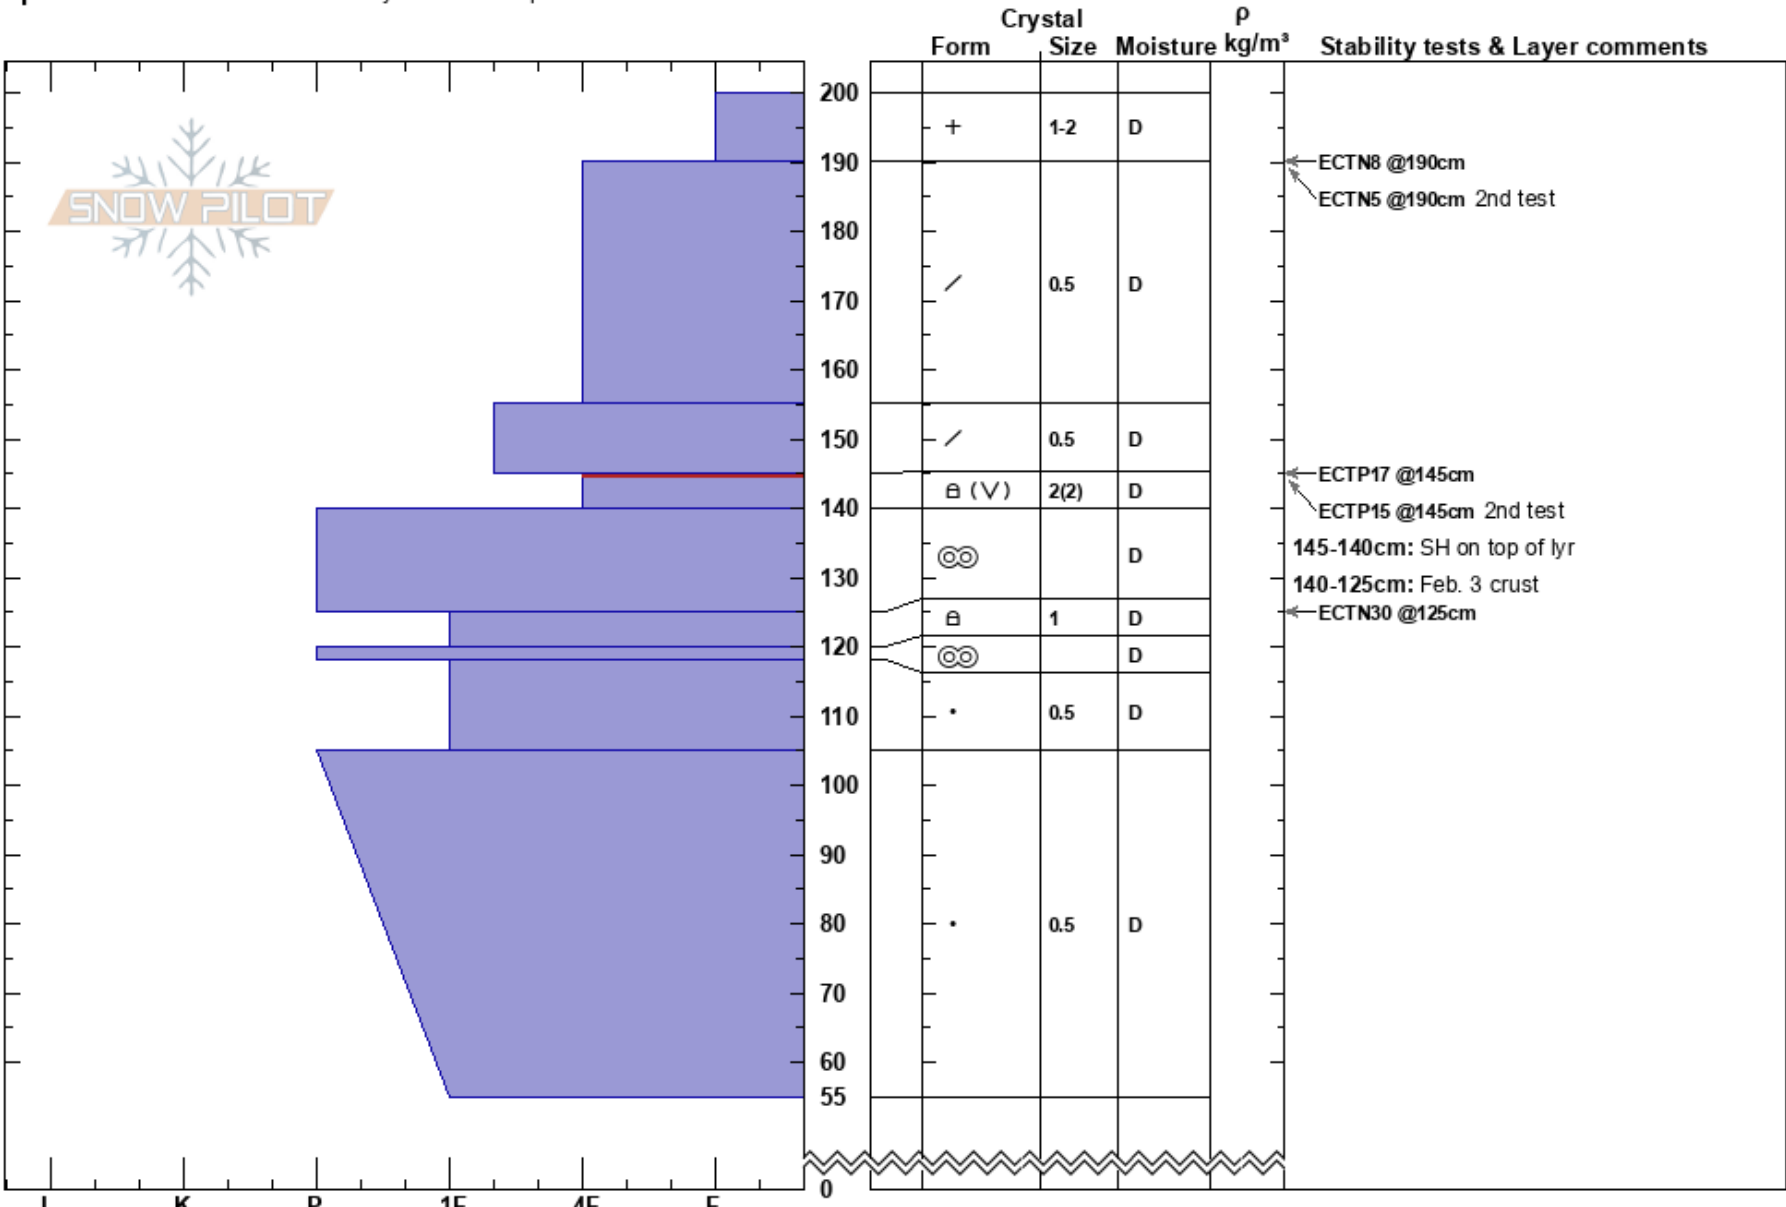 Crystal ρ
Form Size Moisture kg/m³ Stability tests & Layer comments
SNOW PILOT
200
+ 1-2 D
190 ECTN8 @190cm
ECTN5 @190cm 2nd test
180
0.5 D
170
160
150 0.5 D
ECTP17 @145cm
(V) 2(2) D
140 ECTP15 @145cm 2nd test
145-140cm: SH on top of lyr
D
130 140-125cm: Feb. 3 crust
1 D ECTN30 @125cm
120 D
110 0.5 D
100
90
80 0.5 D
70
60
55
0
I K P 1F 4F F